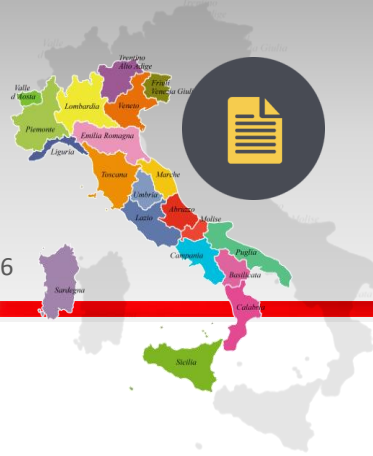 Trentino
Alto Adige
Friuli
Venezia Giuli
Valle
d'Aosta
Lombardia
Veneto
Piemonte
Emilia Romagna
Liguria
Toscana
Marche
Umbria
Lazio
Abruzzo
Molise
Campania
Puglia
Basilicata
Calabria
6
Sardegna
Sicilia